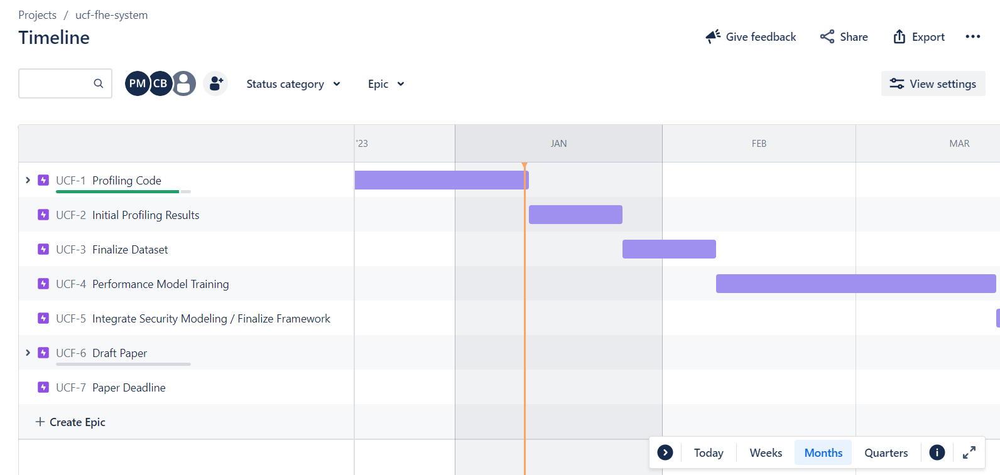 Projects / ucf-fhe-system
Timeline
Give feedback
Share
Export
PM CB
Status category
Epic
View settings
'23
JAN
FEB
MAR
UCF-1 Profiling Code
UCF-2 Initial Profiling Results
UCF-3 Finalize Dataset
UCF-4 Performance Model Training
UCF-5 Integrate Security Modeling / Finalize Framework
UCF-6 Draft Paper
UCF-7 Paper Deadline
+ Create Epic
Today
Weeks
Months
Quarters